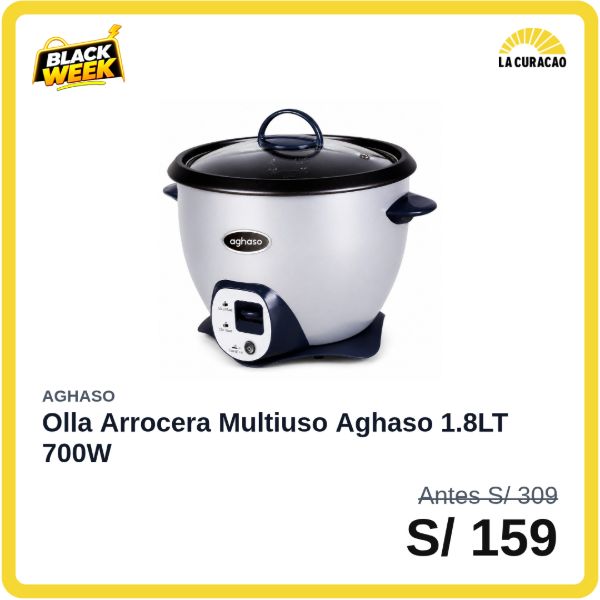 BLACK
WEEK
LA CURACAO
aghaso
AGHASO
Olla Arrocera Multiuso Aghaso 1.8LT
700W
Antes S/ 309
S/ 159